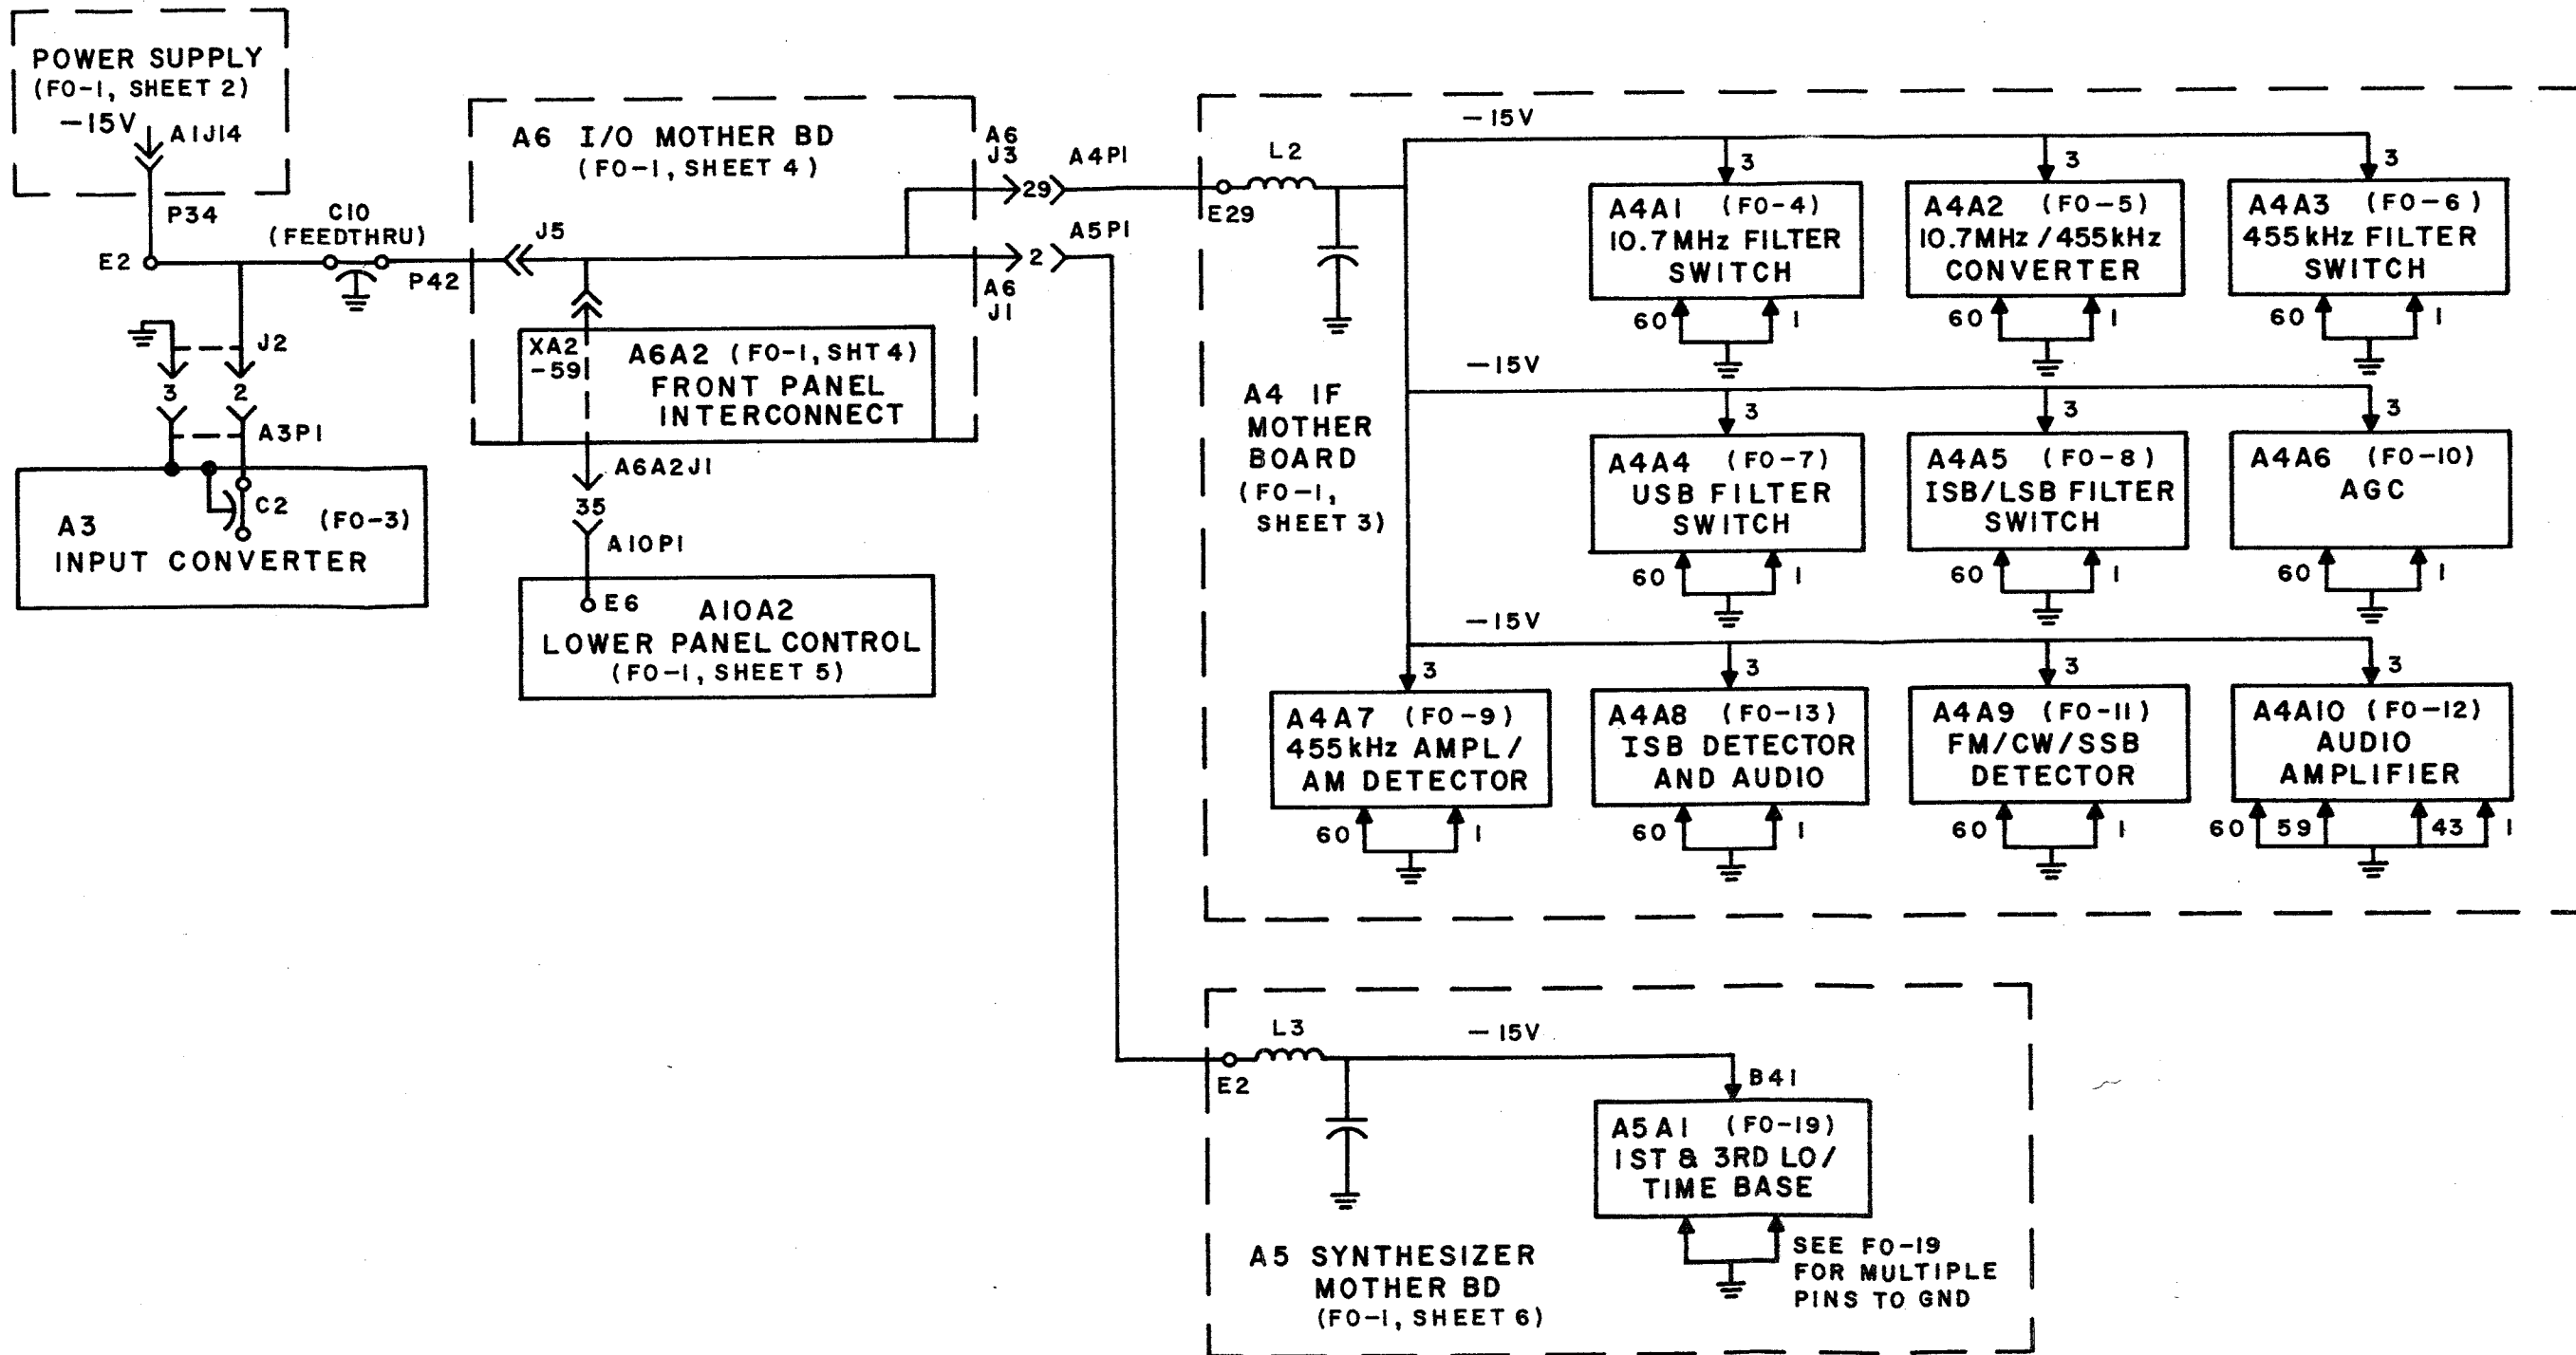 POWER SUPPLY
(FO-1, SHEET 2)
-15V
A1J14
P34
E2
C10
(FEEDTHRU)
P42
J2
3
2
A3P1
C2
A3
(FO-3)
INPUT CONVERTER
A6 I/O MOTHER BD
(FO-1, SHEET 4)
J5
XA2
-59
A6A2 (FO-1, SHT 4)
FRONT PANEL
INTERCONNECT
A6A2J1
35
A10P1
E6
A10A2
LOWER PANEL CONTROL
(FO-1, SHEET 5)
A6
J3
29
A4P1
2
A5P1
A6
J1
E29
L2
A4 IF
MOTHER
BOARD
(FO-1,
SHEET 3)
-15V
3
A4A1 (FO-4)
10.7MHz FILTER
SWITCH
60
1
3
A4A2 (FO-5)
10.7MHz/455kHz
CONVERTER
60
1
3
A4A3 (FO-6)
455kHz FILTER
SWITCH
60
1
-15V
3
A4A4 (FO-7)
USB FILTER
SWITCH
60
1
3
A4A5 (FO-8)
ISB/LSB FILTER
SWITCH
60
1
3
A4A6 (FO-10)
AGC
60
1
-15V
3
A4A7 (FO-9)
455kHz AMPL/
AM DETECTOR
60
1
3
A4A8 (FO-13)
ISB DETECTOR
AND AUDIO
60
1
3
A4A9 (FO-11)
FM/CW/SSB
DETECTOR
60
1
3
A4A10 (FO-12)
AUDIO
AMPLIFIER
60
59
43
1
E2
L3
-15V
B41
A5A1 (FO-19)
1ST & 3RD LO/
TIME BASE
SEE FO-19
FOR MULTIPLE
PINS TO GND
A5 SYNTHESIZER
MOTHER BD
(FO-1, SHEET 6)